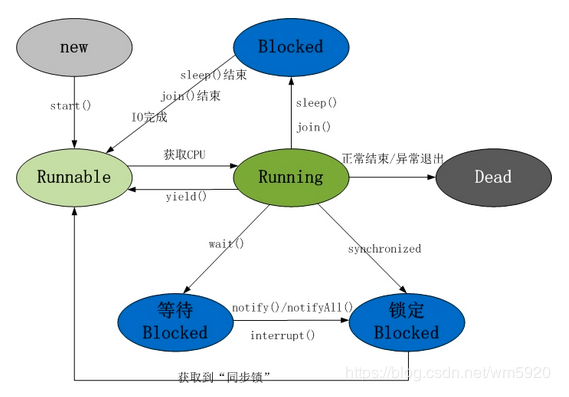 new
Blocked
sleep()结束
join()结束
IO完成
start()
sleep()
join()
获取CPU
正常结束/异常退出
Runnable
Running
Dead
yield()
wait()
synchronized
等待
Blocked
notify()/notifyAll()
interrupt()
锁定
Blocked
获取到“同步锁”
https://blog.csdn.net/wm5920